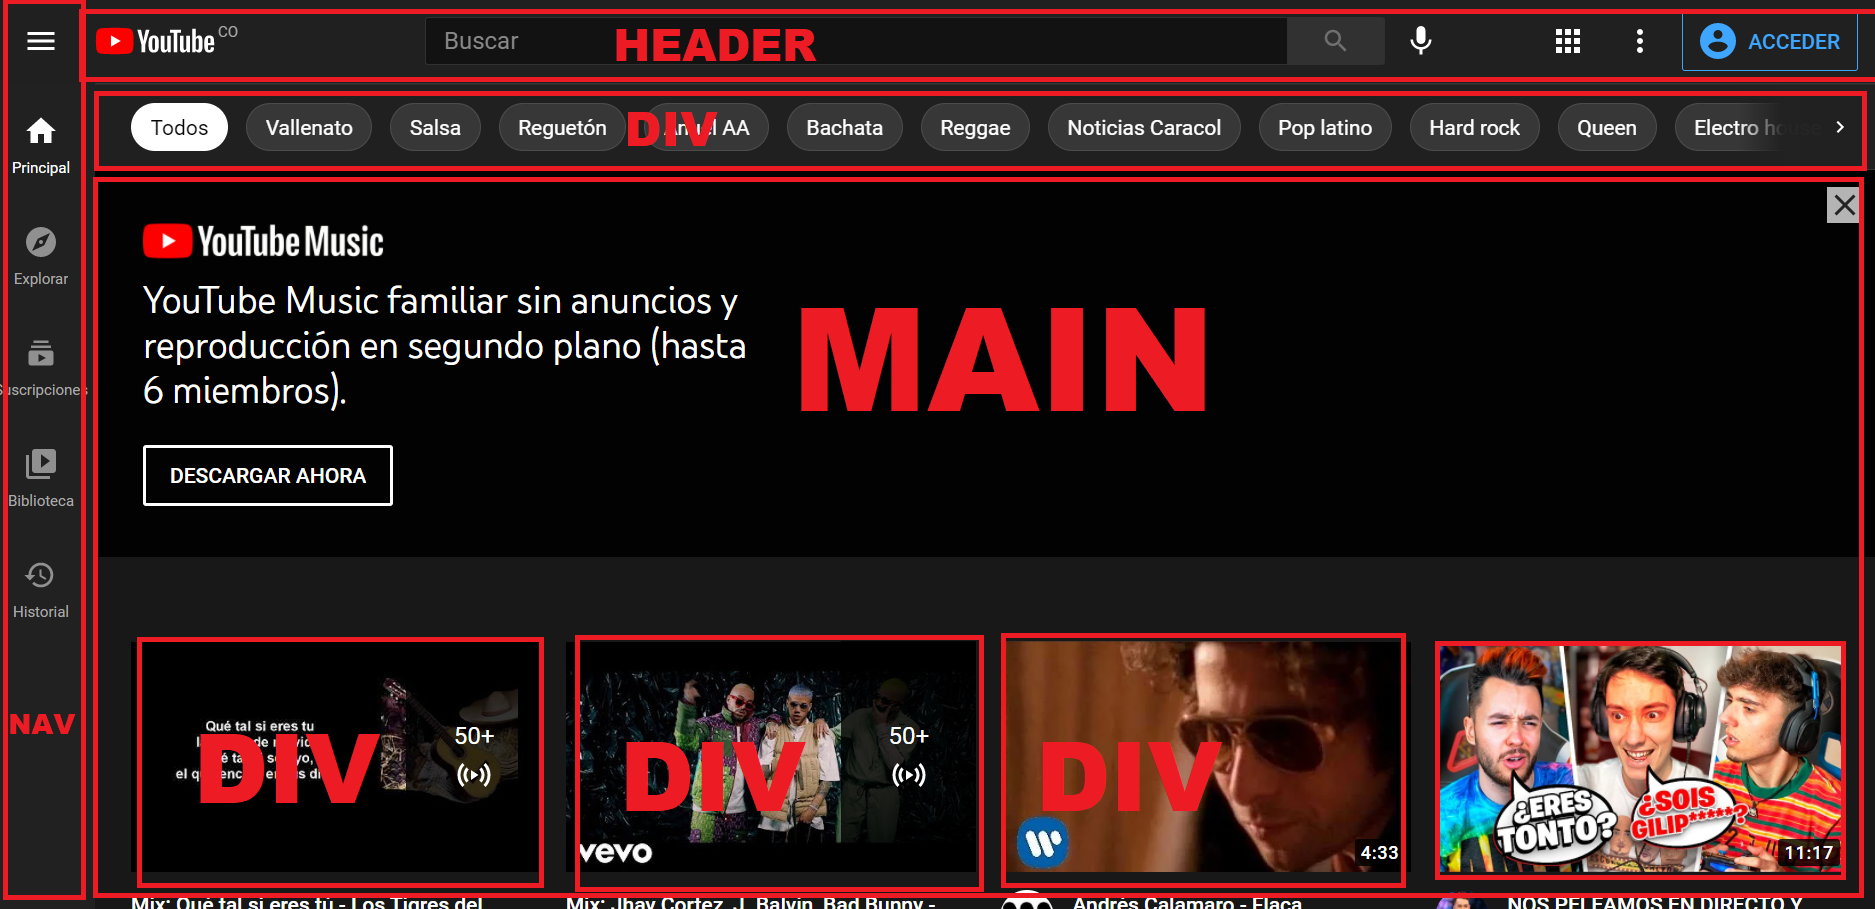 YouTube CO
Buscar
HEADER
ACCEDER
Todos
Vallenato
Salsa
Reguetón
DIV
AA
Bachata
Reggae
Noticias Caracol
Pop latino
Hard rock
Queen
Electro house
Principal
Explorar
Suscripciones
Biblioteca
Historial
NAV
YouTube Music
YouTube Music familiar sin anuncios y
reproducción en segundo plano (hasta
6 miembros).
DESCARGAR AHORA
MAIN
Qué tal si eres tu
DIV
50+
DIV
50+
vevo
DIV
4:33
¿ERES
TONTO?
¿SOIS
GILIP*****?
11:17
Mix: Qué tal si eres tú - Los Tigres del
Mix: Jhay Cortez, J. Balvin, Bad Bunny -
Andrés Calamaro - Flaca
NOS PELEAMOS EN DIRECTO Y